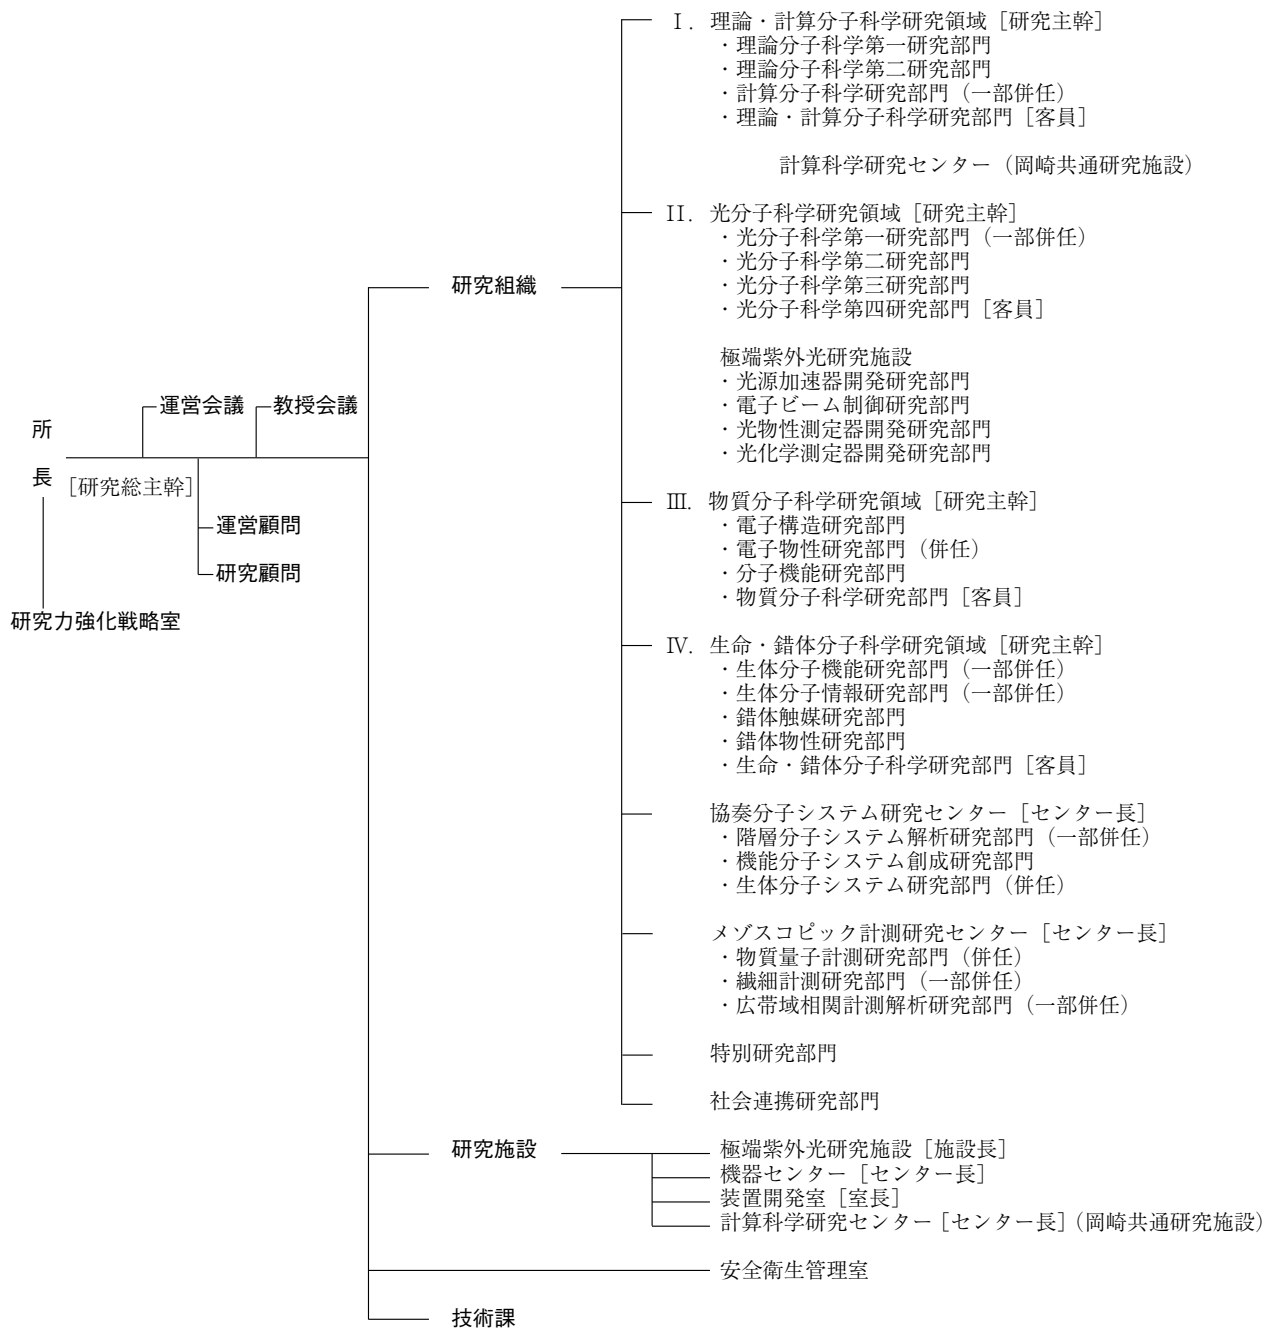 所
長
[研究総主幹]
運営会議
教授会議
運営顧問
研究顧問
研究力強化戦略室
研究組織
Ⅰ. 理論・計算分子科学研究領域［研究主幹］
・理論分子科学第一研究部門
・理論分子科学第二研究部門
・計算分子科学研究部門（一部併任）
・理論・計算分子科学研究部門［客員］
計算科学研究センター（岡崎共通研究施設）
II. 光分子科学研究領域［研究主幹］
・光分子科学第一研究部門（一部併任）
・光分子科学第二研究部門
・光分子科学第三研究部門
・光分子科学第四研究部門［客員］
極端紫外光研究施設
・光源加速器開発研究部門
・電子ビーム制御研究部門
・光物性測定器開発研究部門
・光化学測定器開発研究部門
Ⅲ. 物質分子科学研究領域［研究主幹］
・電子構造研究部門
・電子物性研究部門（併任）
・分子機能研究部門
・物質分子科学研究部門［客員］
Ⅳ. 生命・錯体分子科学研究領域［研究主幹］
・生体分子機能研究部門（一部併任）
・生体分子情報研究部門（一部併任）
・錯体触媒研究部門
・錯体物性研究部門
・生命・錯体分子科学研究部門［客員］
協奏分子システム研究センター［センター長］
・階層分子システム解析研究部門（一部併任）
・機能分子システム創成研究部門
・生体分子システム研究部門（併任）
メゾスコピック計測研究センター［センター長］
・物質量子計測研究部門（併任）
・繊細計測研究部門（一部併任）
・広帯域相関計測解析研究部門（一部併任）
特別研究部門
社会連携研究部門
研究施設
極端紫外光研究施設［施設長］
機器センター［センター長］
装置開発室［室長］
計算科学研究センター［センター長］（岡崎共通研究施設）
安全衛生管理室
技術課